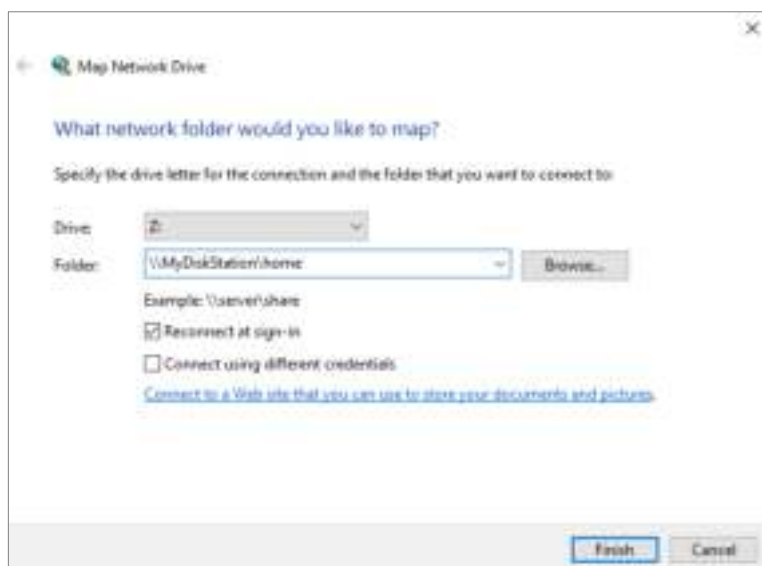 Map Network Drive
What network folder would you like to map?
Specify the drive letter for the connection and the folder that you want to connect to:
Drive: Z:
Folder: \\MyDiskStation\home Browse...
Example: \\server\share
Reconnect at sign-in
Connect using different credentials
Connect to a Web site that you can use to store your documents and pictures.
Finish Cancel